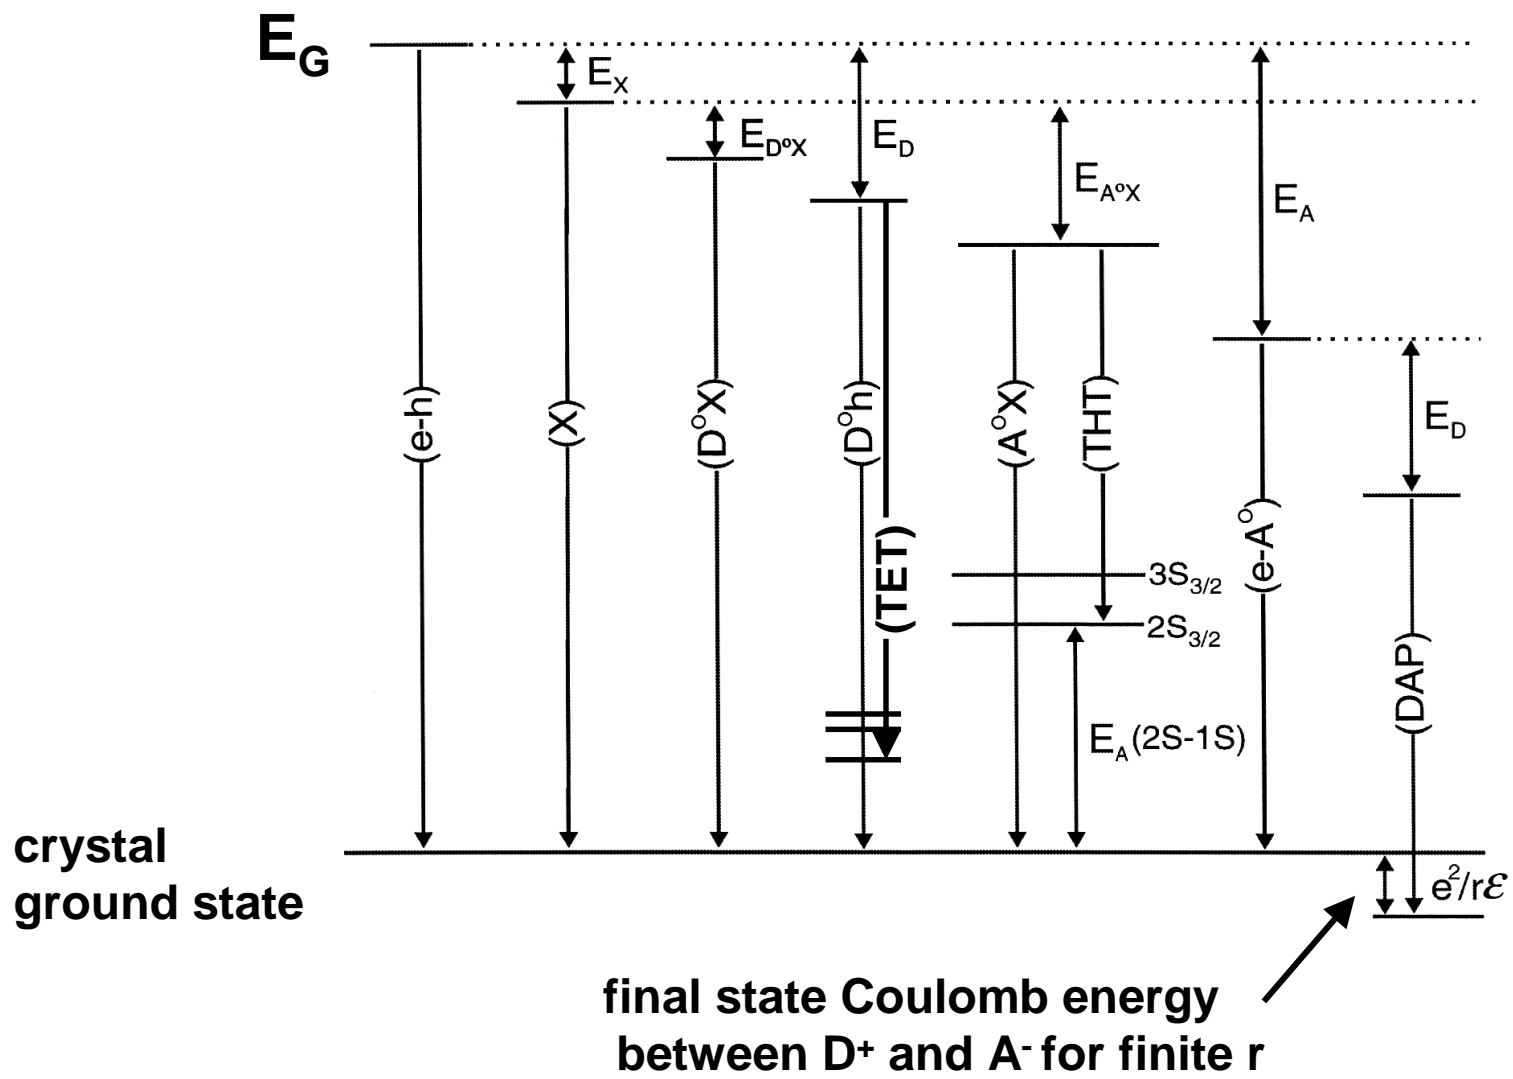 E_G
E_X
E_D°X
E_D
E_A°X
E_A
(e-h)
(X)
(D°X)
(D°h)
(A°X)
(THT)
E_D
(TET)
(e-A°)
3S_3/2
2S_3/2
(DAP)
E_A(2S-1S)
crystal
ground state
e²/rℰ
final state Coulomb energy
between D⁺ and A⁻ for finite r